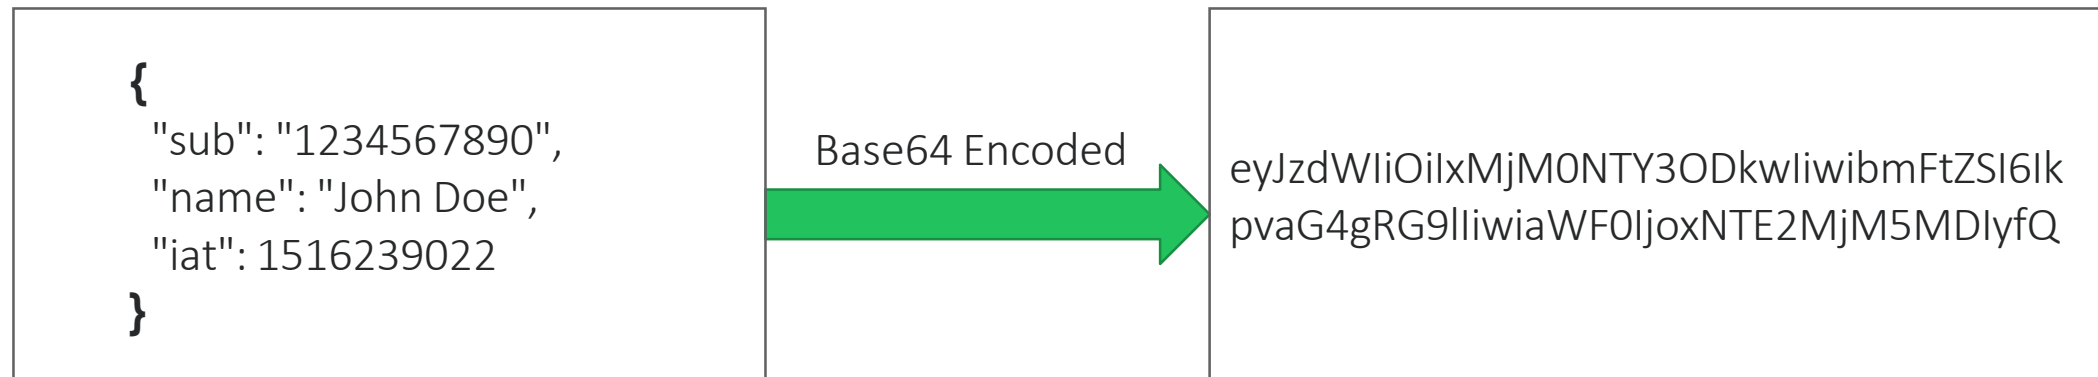 {
"sub": "1234567890",
"name": "John Doe",
"iat": 1516239022
}
Base64 Encoded
eyJzdWIiOiIxMjM0NTY3ODkwIiwibmFtZSI6Ik
pvaG4gRG9lIiwiaWF0IjoxNTE2MjM5MDIyfQ